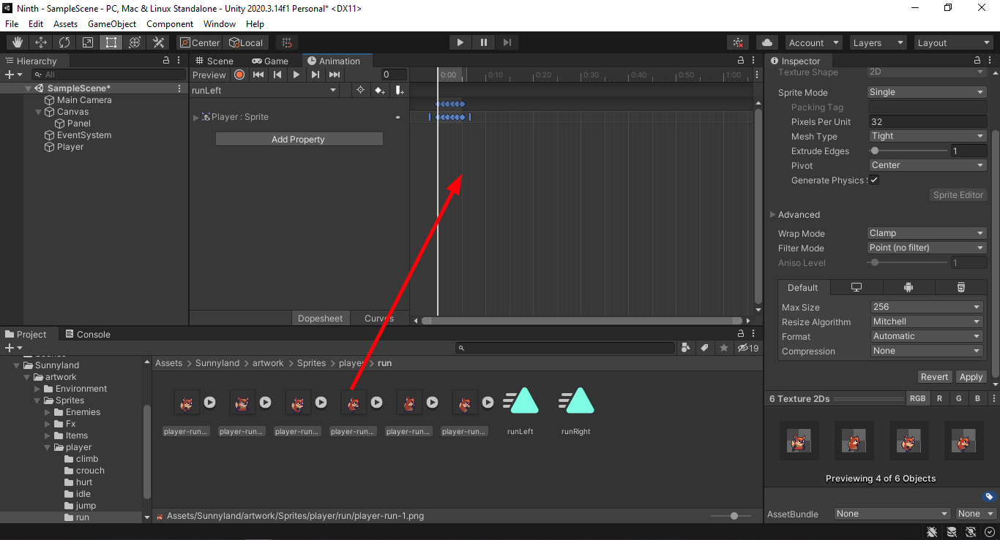 Ninth - SampleScene - PC, Mac & Linux Standalone - Unity 2020.3.14f1 Personal* <DX11>
File Edit Assets GameObject Component Window Help
Center Local Account Layers Layout
Hierarchy
All
SampleScene*
Main Camera
Canvas
Panel
EventSystem
Player
Scene Game Animation
Preview 0
runLeft
Player : Sprite
Add Property
Dopesheet Curves
0:00 0:10 0:20 0:30 0:40 0:50 1:00
Inspector
Texture Shape 2D
Sprite Mode Single
Packing Tag
Pixels Per Unit 32
Mesh Type Tight
Extrude Edges 1
Pivot Center
Generate Physics
Sprite Editor
Advanced
Wrap Mode Clamp
Filter Mode Point (no filter)
Aniso Level 1
Default
Max Size 256
Resize Algorithm Mitchell
Format Automatic
Compression None
Revert Apply
6 Texture 2Ds RGB R G B
Previewing 4 of 6 Objects
AssetBundle None None
Project Console
19
Sunnyland
artwork
Environment
Sprites
Enemies
Fx
Items
player
climb
crouch
hurt
idle
jump
run
Assets > Sunnyland > artwork > Sprites > player > run
player-run... player-run... player-run... player-run... player-run... player-run... runLeft runRight
Assets/Sunnyland/artwork/Sprites/player/run/player-run-1.png